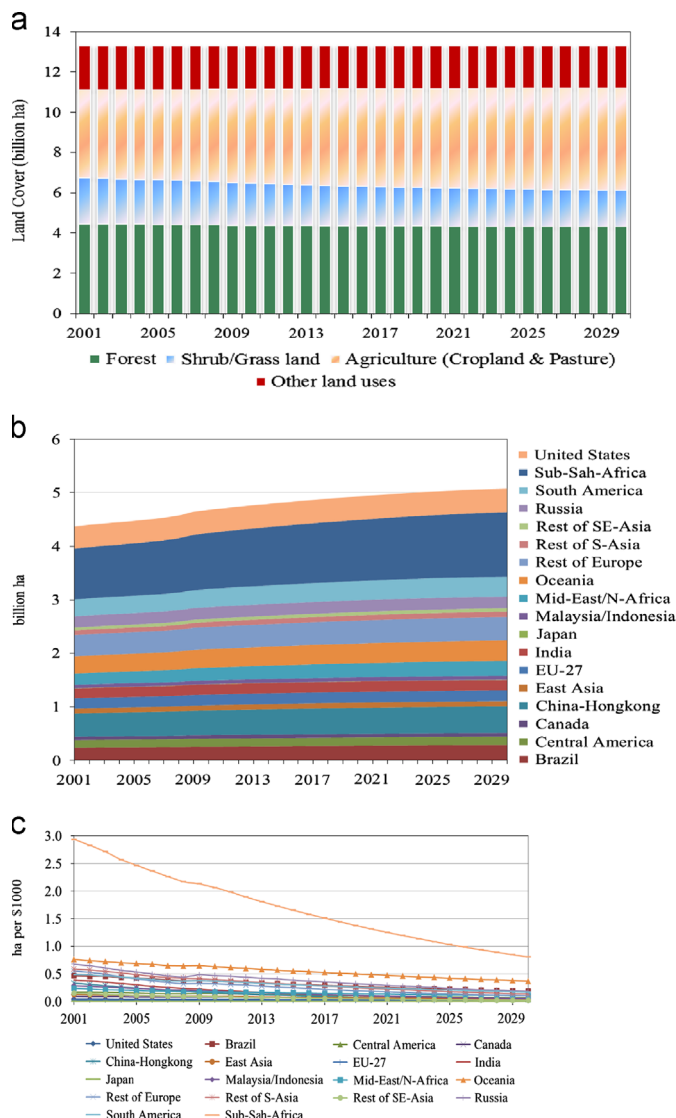 a
14
12
10
8
6
4
2
0
Land Cover (billion ha)
2001 2005 2009 2013 2017 2021 2025 2029
Forest Shrub/Grass land Agriculture (Cropland & Pasture)
Other land uses
b
6
5
4
3
2
1
0
billion ha
2001 2005 2009 2013 2017 2021 2025 2029
United States
Sub-Sah-Africa
South America
Russia
Rest of SE-Asia
Rest of S-Asia
Rest of Europe
Oceania
Mid-East/N-Africa
Malaysia/Indonesia
Japan
India
EU-27
East Asia
China-Hongkong
Canada
Central America
Brazil
c
3.0
2.5
2.0
1.5
1.0
0.5
0.0
ha per $1000
2001 2005 2009 2013 2017 2021 2025 2029
United States Brazil Central America Canada
China-Hongkong East Asia EU-27 India
Japan Malaysia/Indonesia Mid-East/N-Africa Oceania
Rest of Europe Rest of S-Asia Rest of SE-Asia Russia
South America Sub-Sah-Africa